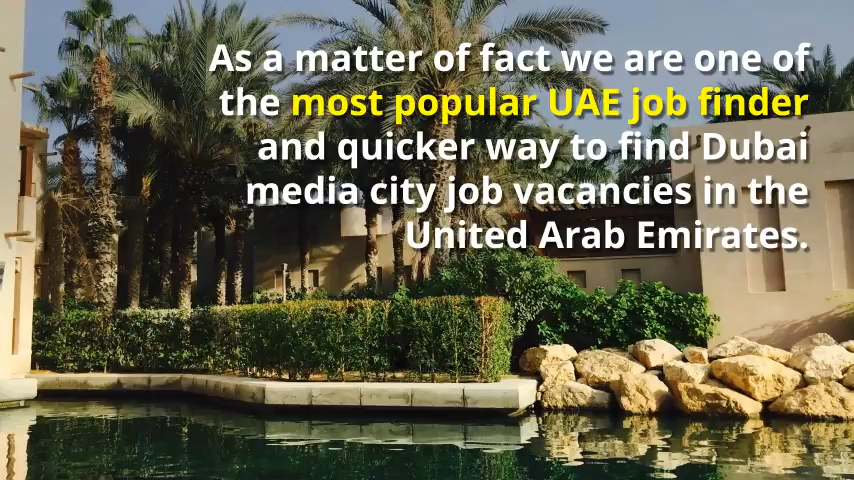 As a matter of fact we are one of
the most popular UAE job finder
and quicker way to find Dubai
media city job vacancies in the
United Arab Emirates.